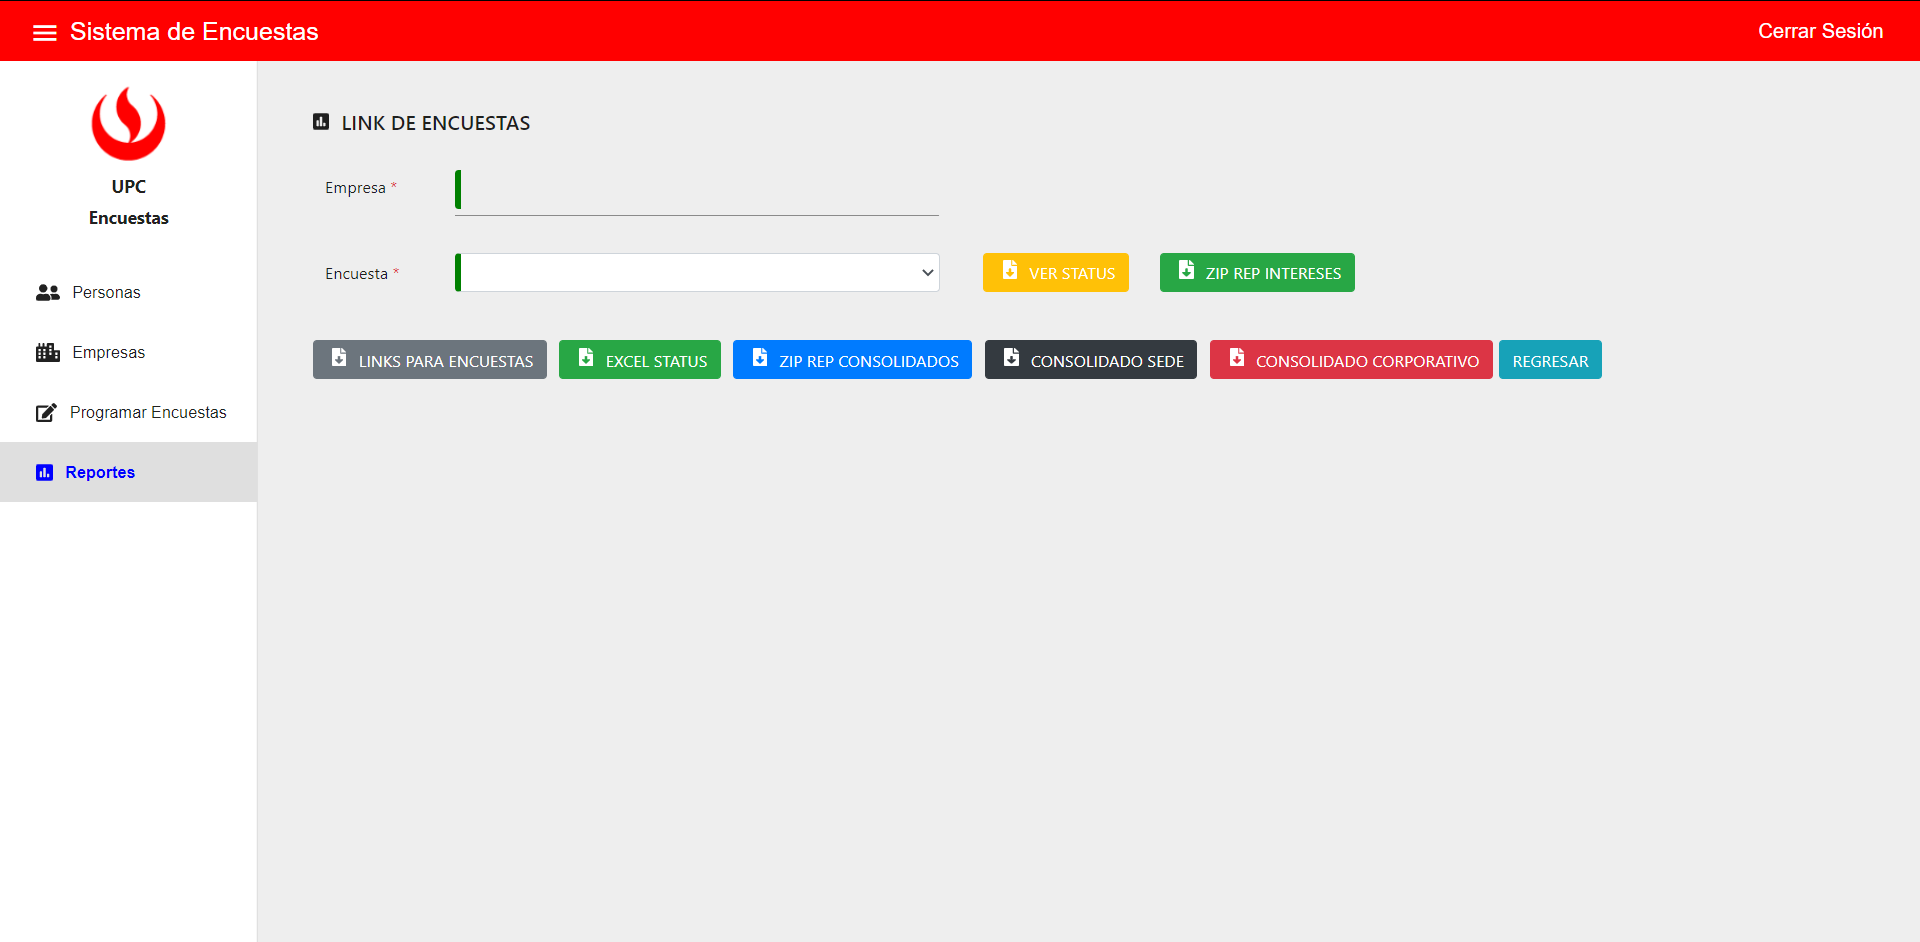 Sistema de Encuestas
Cerrar Sesión
UPC
Encuestas
Personas
Empresas
Programar Encuestas
Reportes
LINK DE ENCUESTAS
Empresa *
Encuesta *
VER STATUS
ZIP REP INTERESES
LINKS PARA ENCUESTAS
EXCEL STATUS
ZIP REP CONSOLIDADOS
CONSOLIDADO SEDE
CONSOLIDADO CORPORATIVO
REGRESAR